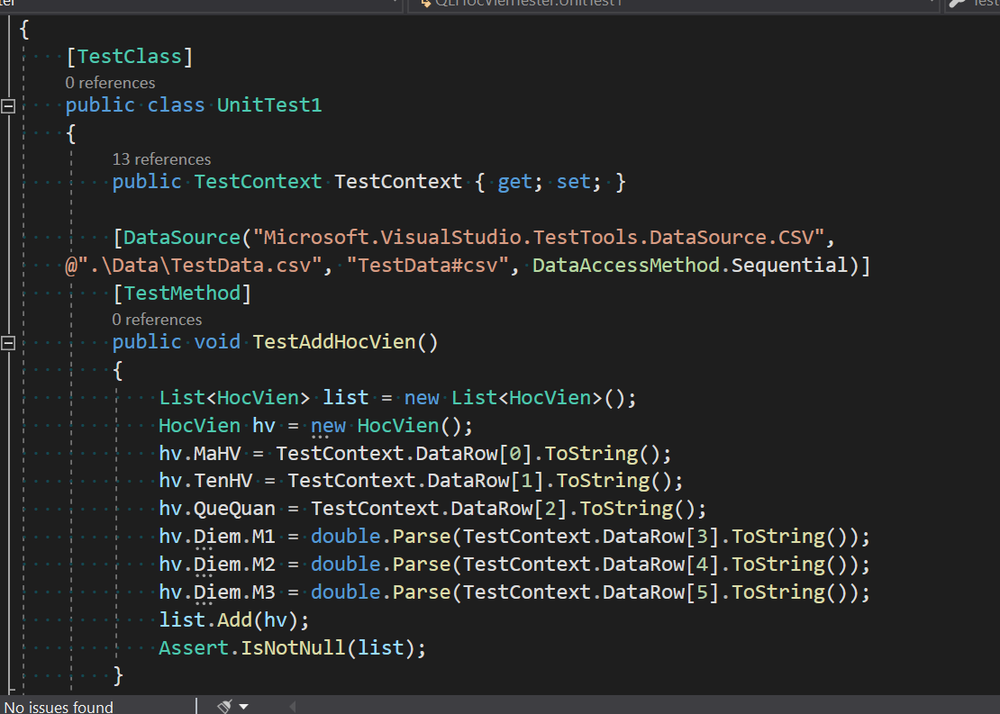 {
[TestClass]
0 references
public class UnitTest1
{
13 references
public TestContext TestContext { get; set; }
[DataSource("Microsoft.VisualStudio.TestTools.DataSource.CSV",
@".\Data\TestData.csv", "TestData#csv", DataAccessMethod.Sequential)]
[TestMethod]
0 references
public void TestAddHocVien()
{
List<HocVien> list = new List<HocVien>();
HocVien hv = new HocVien();
hv.MaHV = TestContext.DataRow[0].ToString();
hv.TenHV = TestContext.DataRow[1].ToString();
hv.QueQuan = TestContext.DataRow[2].ToString();
hv.Diem.M1 = double.Parse(TestContext.DataRow[3].ToString());
hv.Diem.M2 = double.Parse(TestContext.DataRow[4].ToString());
hv.Diem.M3 = double.Parse(TestContext.DataRow[5].ToString());
list.Add(hv);
Assert.IsNotNull(list);
}
No issues found